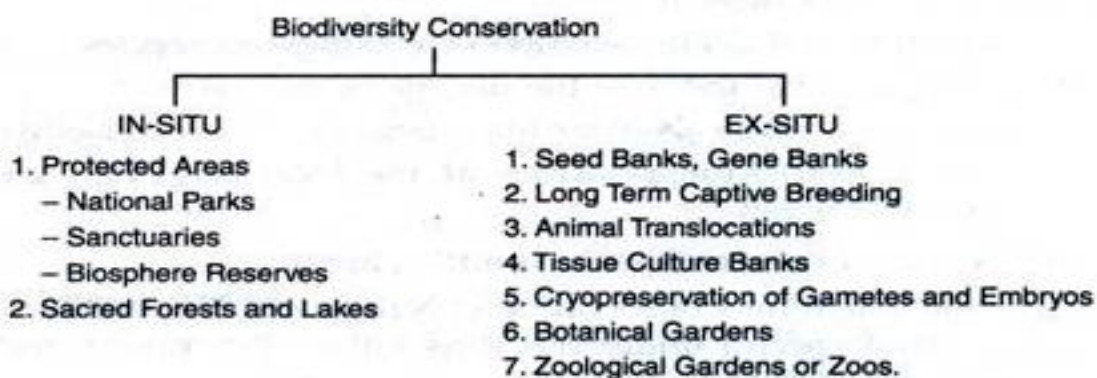 Biodiversity Conservation
IN-SITU
1. Protected Areas
– National Parks
– Sanctuaries
– Biosphere Reserves
2. Sacred Forests and Lakes
EX-SITU
1. Seed Banks, Gene Banks
2. Long Term Captive Breeding
3. Animal Translocations
4. Tissue Culture Banks
5. Cryopreservation of Gametes and Embryos
6. Botanical Gardens
7. Zoological Gardens or Zoos.